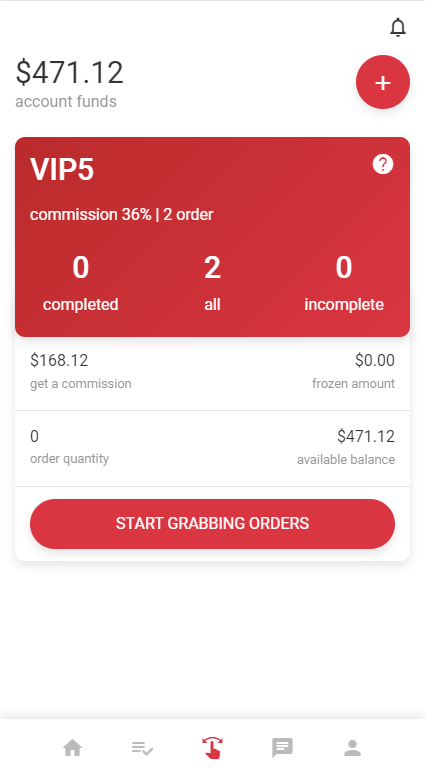 $471.12
account funds
+
VIP5
?
commission 36% | 2 order
0 2 0
completed all incomplete
$168.12 $0.00
get a commission frozen amount
0 $471.12
order quantity available balance
START GRABBING ORDERS